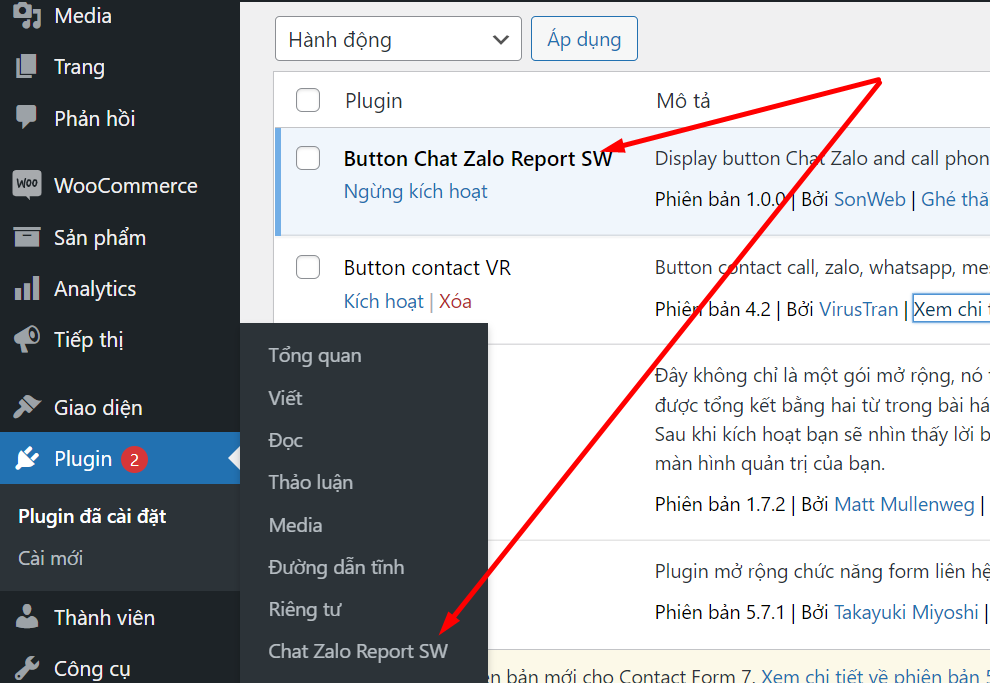 Media
Trang
Phản hồi
WOO
WooCommerce
Sản phẩm
Analytics
Tiếp thị
Giao diện
Plugin 2
Plugin đã cài đặt
Cài mới
Thành viên
Công cụ
Hành động
Áp dụng
Plugin
Mô tả
Button Chat Zalo Report SW
Ngừng kích hoạt
Display button Chat Zalo and call phon
Phiên bản 1.0.0 | Bởi SonWeb | Ghé thă
Button contact VR
Kích hoạt | Xóa
Button contact call, zalo, whatsapp, me
Phiên bản 4.2 | Bởi VirusTran | Xem chi t
Tổng quan
Viết
Đọc
Thảo luận
Media
Đường dẫn tĩnh
Riêng tư
Chat Zalo Report SW
Đây không chỉ là một gói mở rộng, nó t
được tổng kết bằng hai từ trong bài há
Sau khi kích hoạt bạn sẽ nhìn thấy lời b
màn hình quản trị của bạn.
Phiên bản 1.7.2 | Bởi Matt Mullenweg |
Plugin mở rộng chức năng form liên hệ
Phiên bản 5.7.1 | Bởi Takayuki Miyoshi |
ên bản mới cho Contact Form 7. Xem chi tiết về phiên bản 5